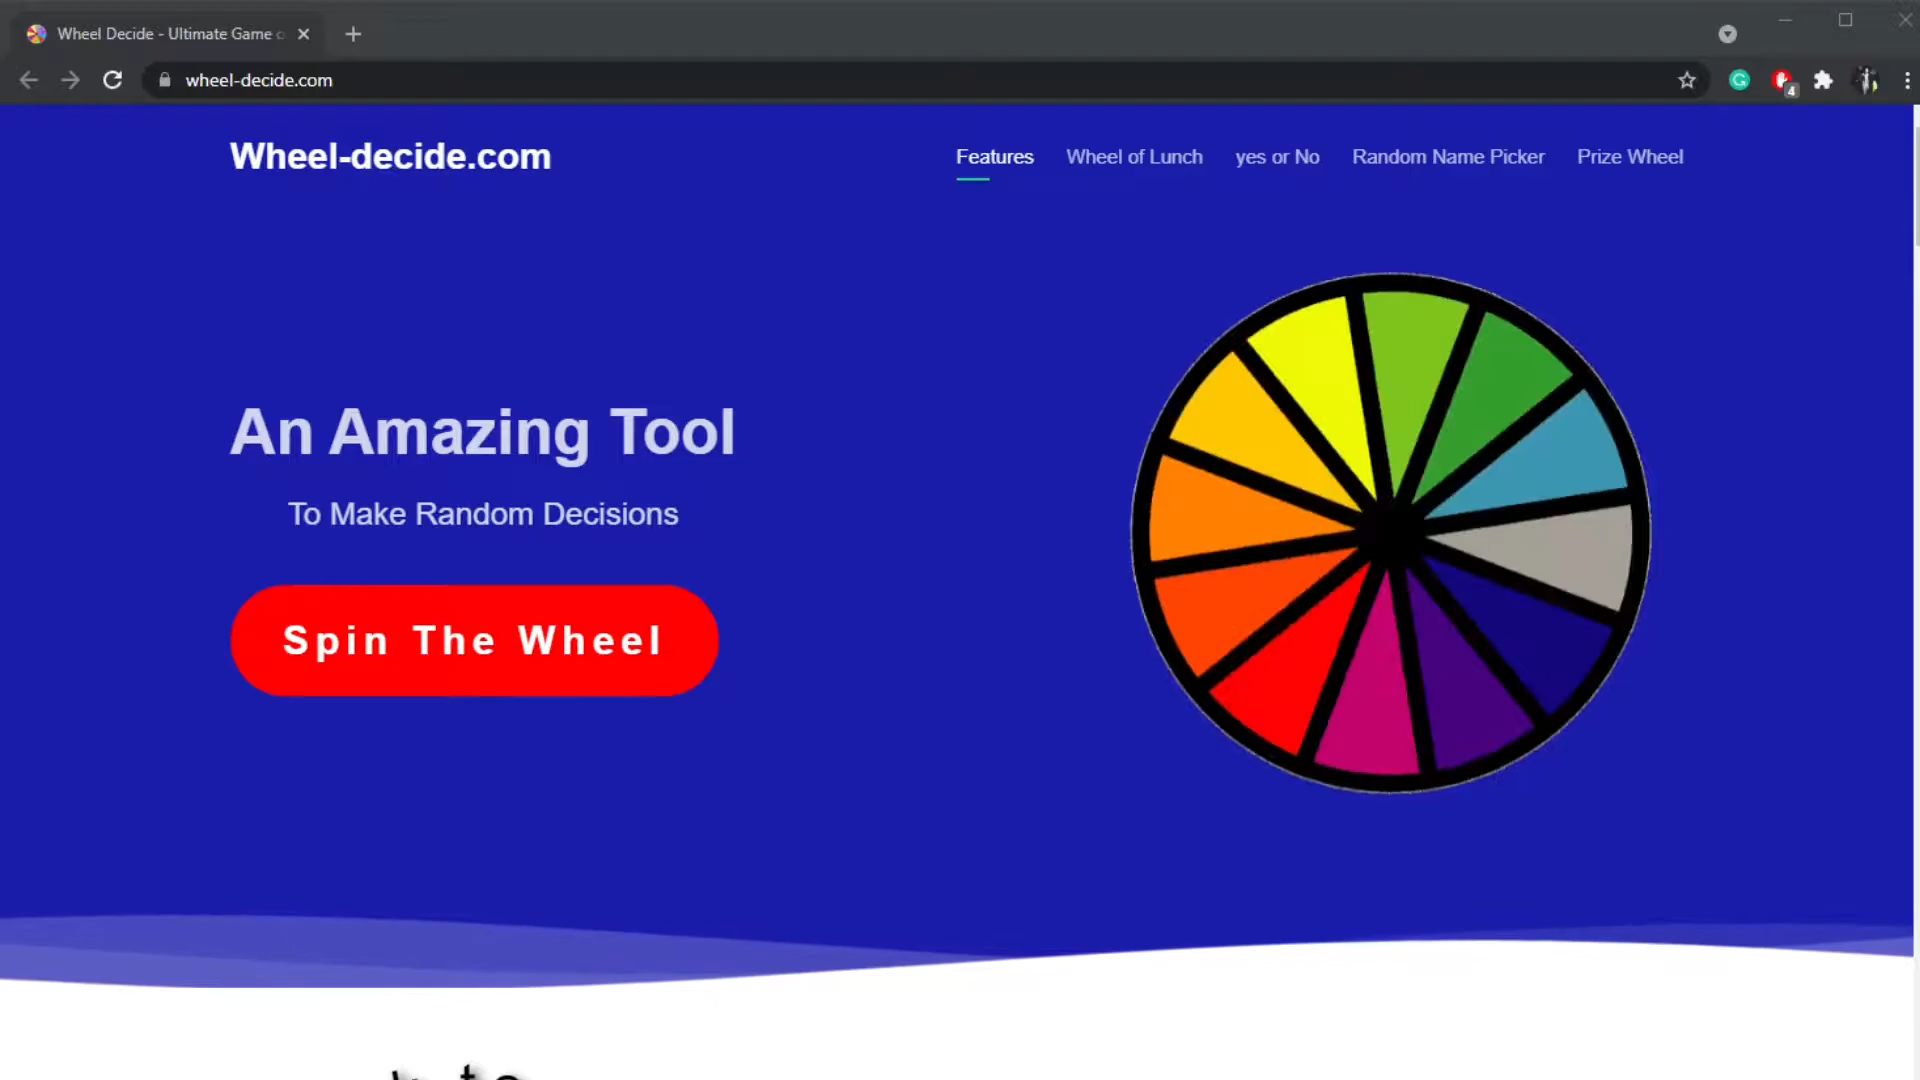 Wheel Decide - Ultimate Game
wheel-decide.com
4
Wheel-decide.com
Features
Wheel of Lunch
yes or No
Random Name Picker
Prize Wheel
An Amazing Tool
To Make Random Decisions
Spin The Wheel